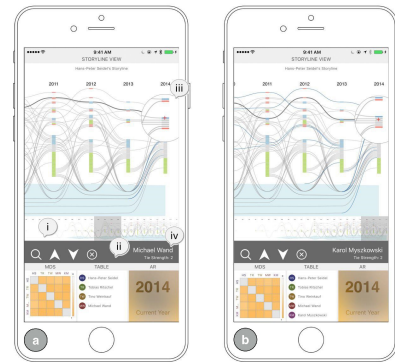 9:41 AM
STORYLINE VIEW
Hans-Peter Seidel's Storyline
2011 2012 2013 2014
iii
i
ii
iv
Michael Wand
Tie Strength: 3
MDS TABLE AR
Hans-Peter Seidel
Tobias Ritschel
Tino Weinkauf
Michael Wand
2014
Current Year
a
9:41 AM
STORYLINE VIEW
Hans-Peter Seidel's Storyline
2011 2012 2013 2014
Karol Myszkowski
Tie Strength: 3
MDS TABLE AR
Hans-Peter Seidel
Tobias Ritschel
Tino Weinkauf
Michael Wand
Karol Myszkowski
2014
Current Year
b